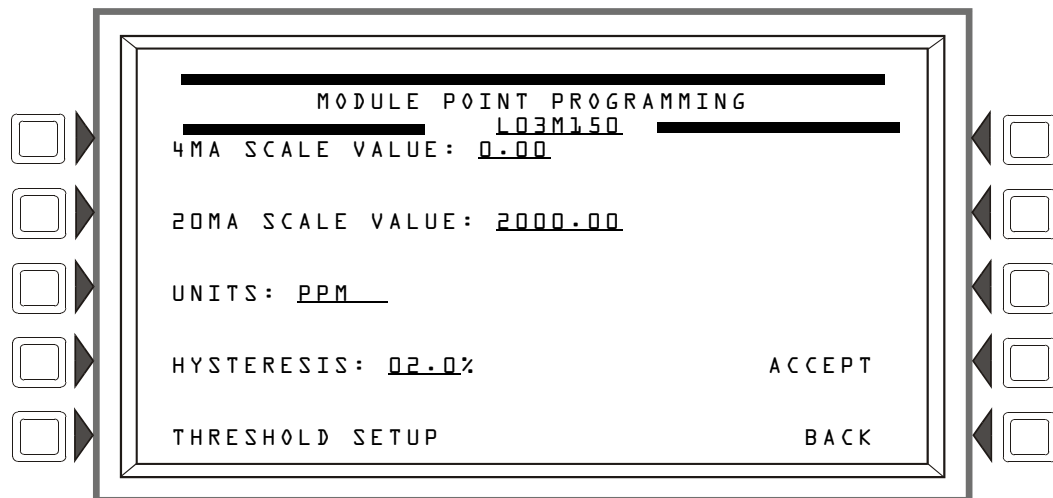 MODULE POINT PROGRAMMING
L03M150
4MA SCALE VALUE: 0.00
20MA SCALE VALUE: 2000.00
UNITS: PPM
HYSTERESIS: 02.0%
ACCEPT
THRESHOLD SETUP
BACK